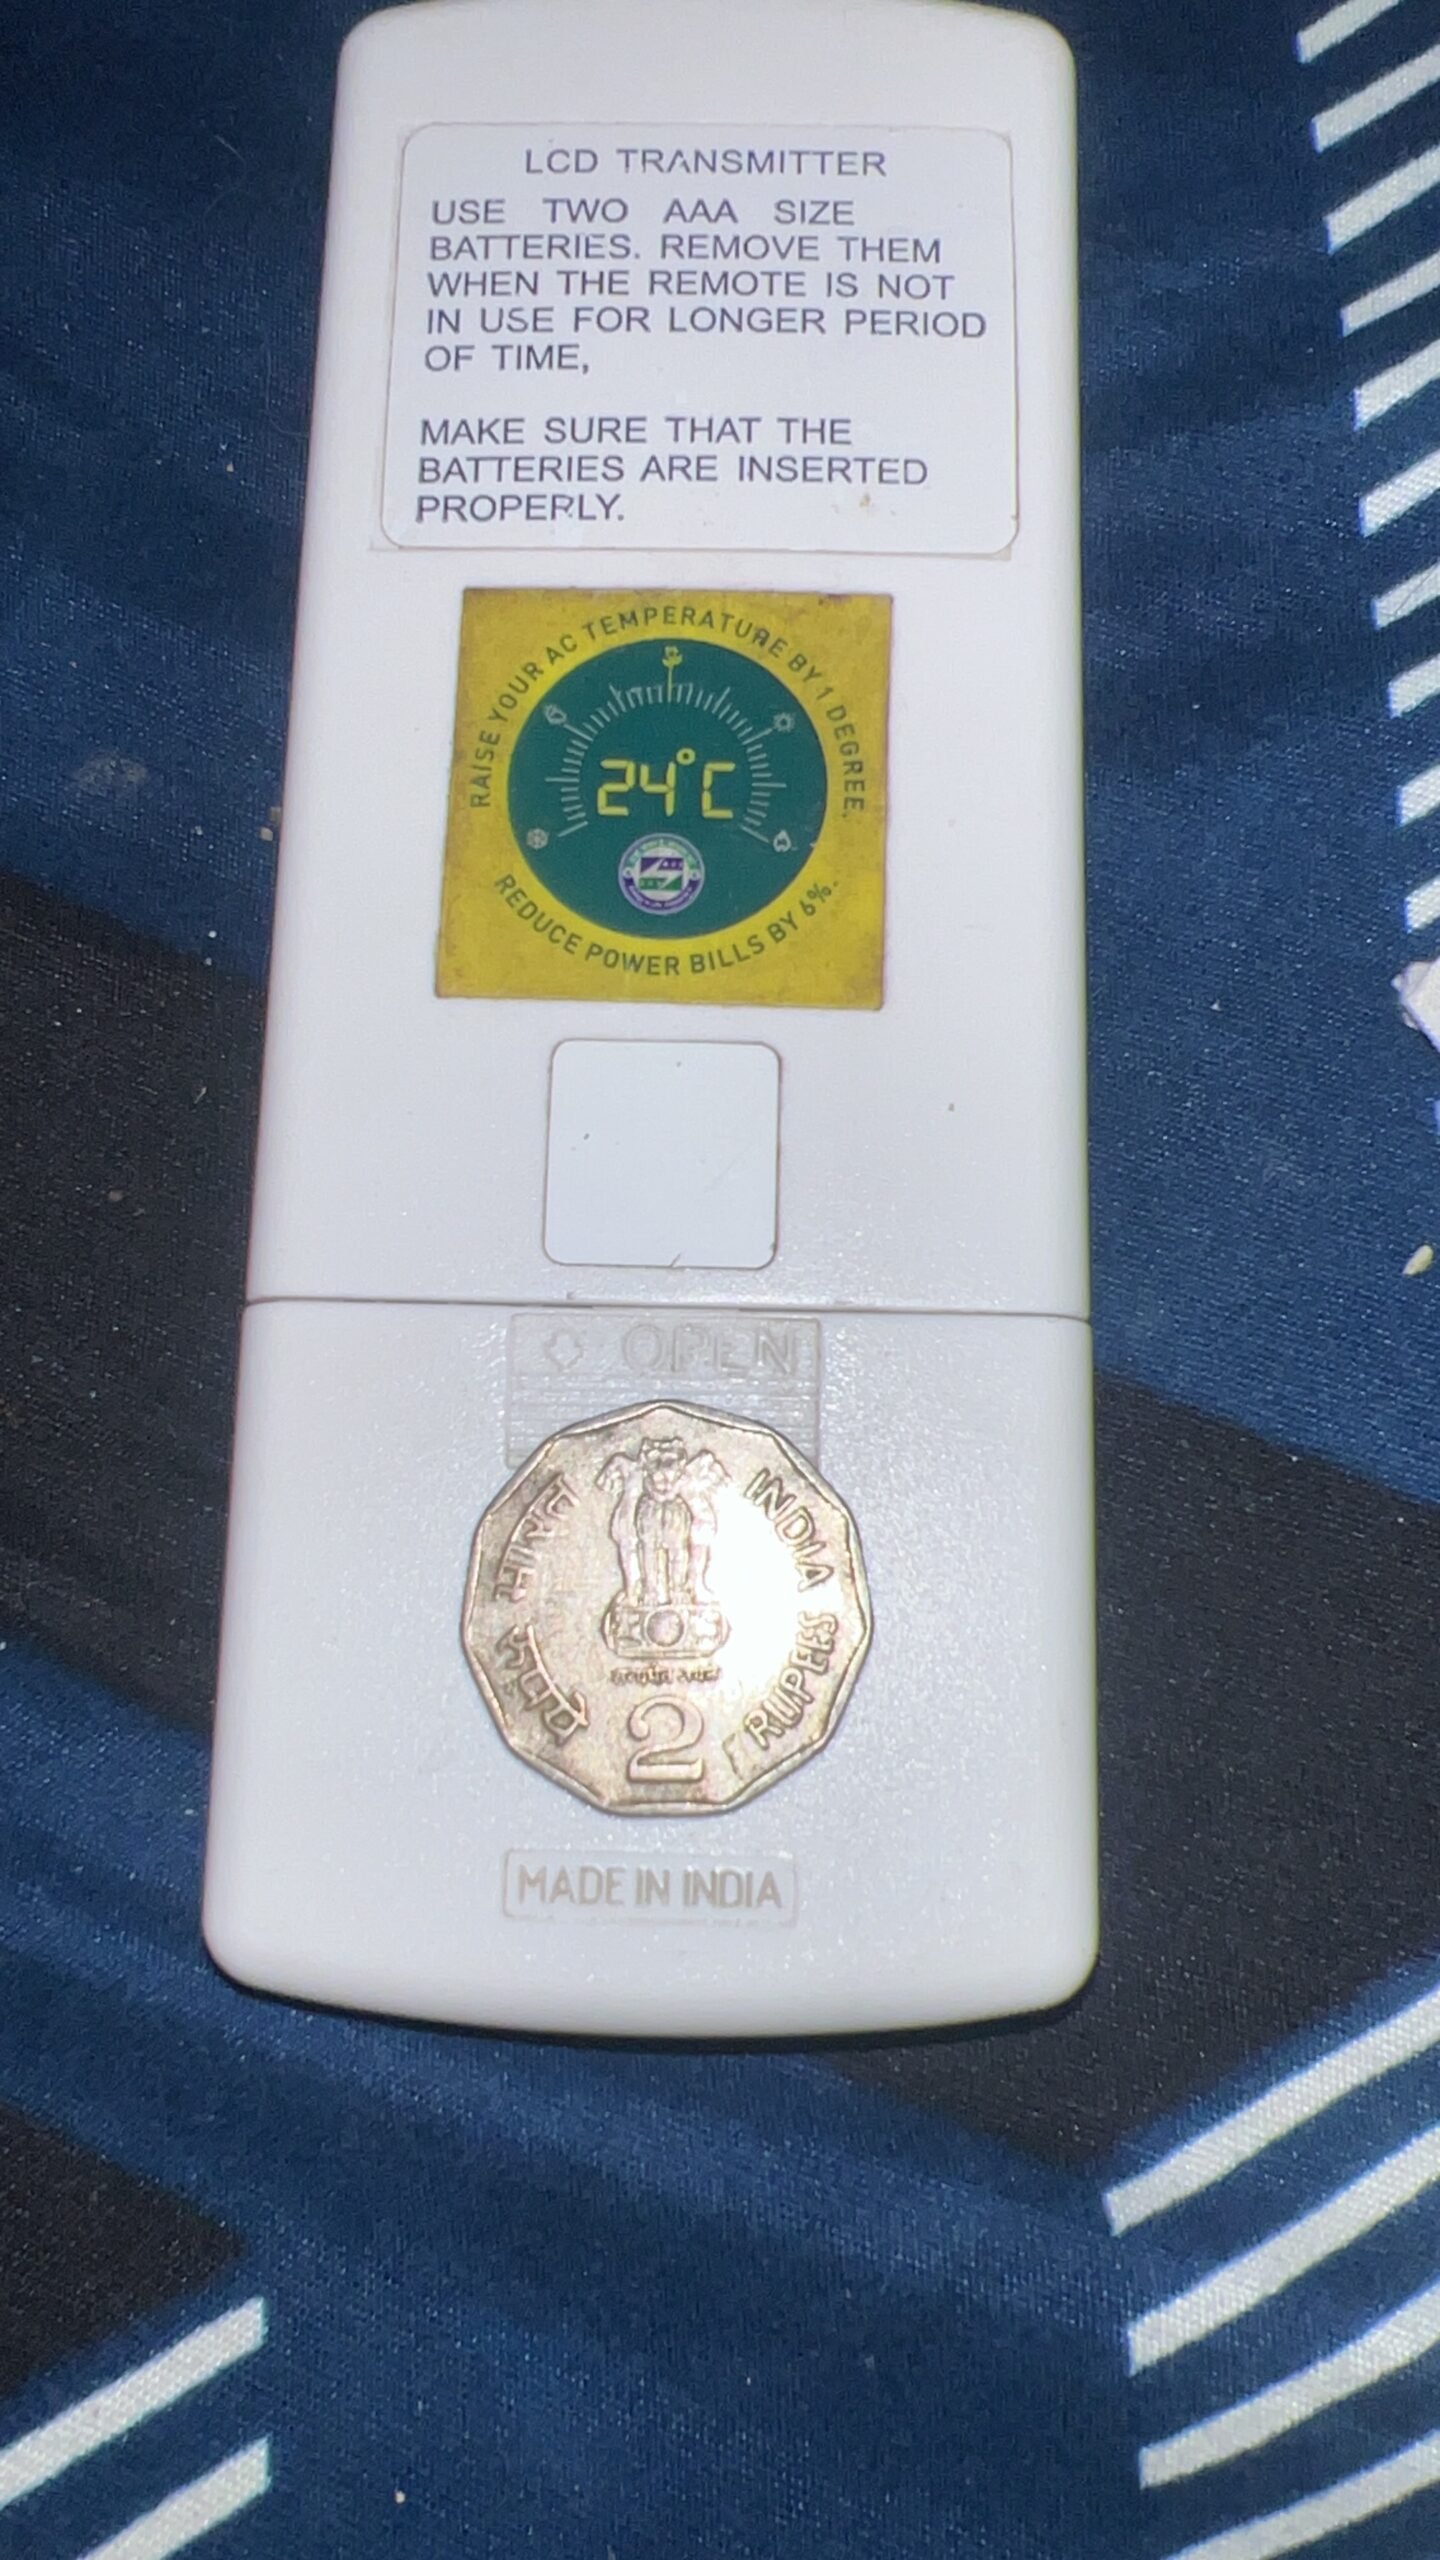 LCD TRANSMITTER
USE TWO AAA SIZE
BATTERIES. REMOVE THEM
WHEN THE REMOTE IS NOT
IN USE FOR LONGER PERIOD
OF TIME,
MAKE SURE THAT THE
BATTERIES ARE INSERTED
PROPERLY.
RAISE YOUR AC TEMPERATURE BY 1 DEGREE.
24°C
REDUCE POWER BILLS BY 6%.
OPEN
भारत
INDIA
रुपये
2
RUPEES
MADE IN INDIA